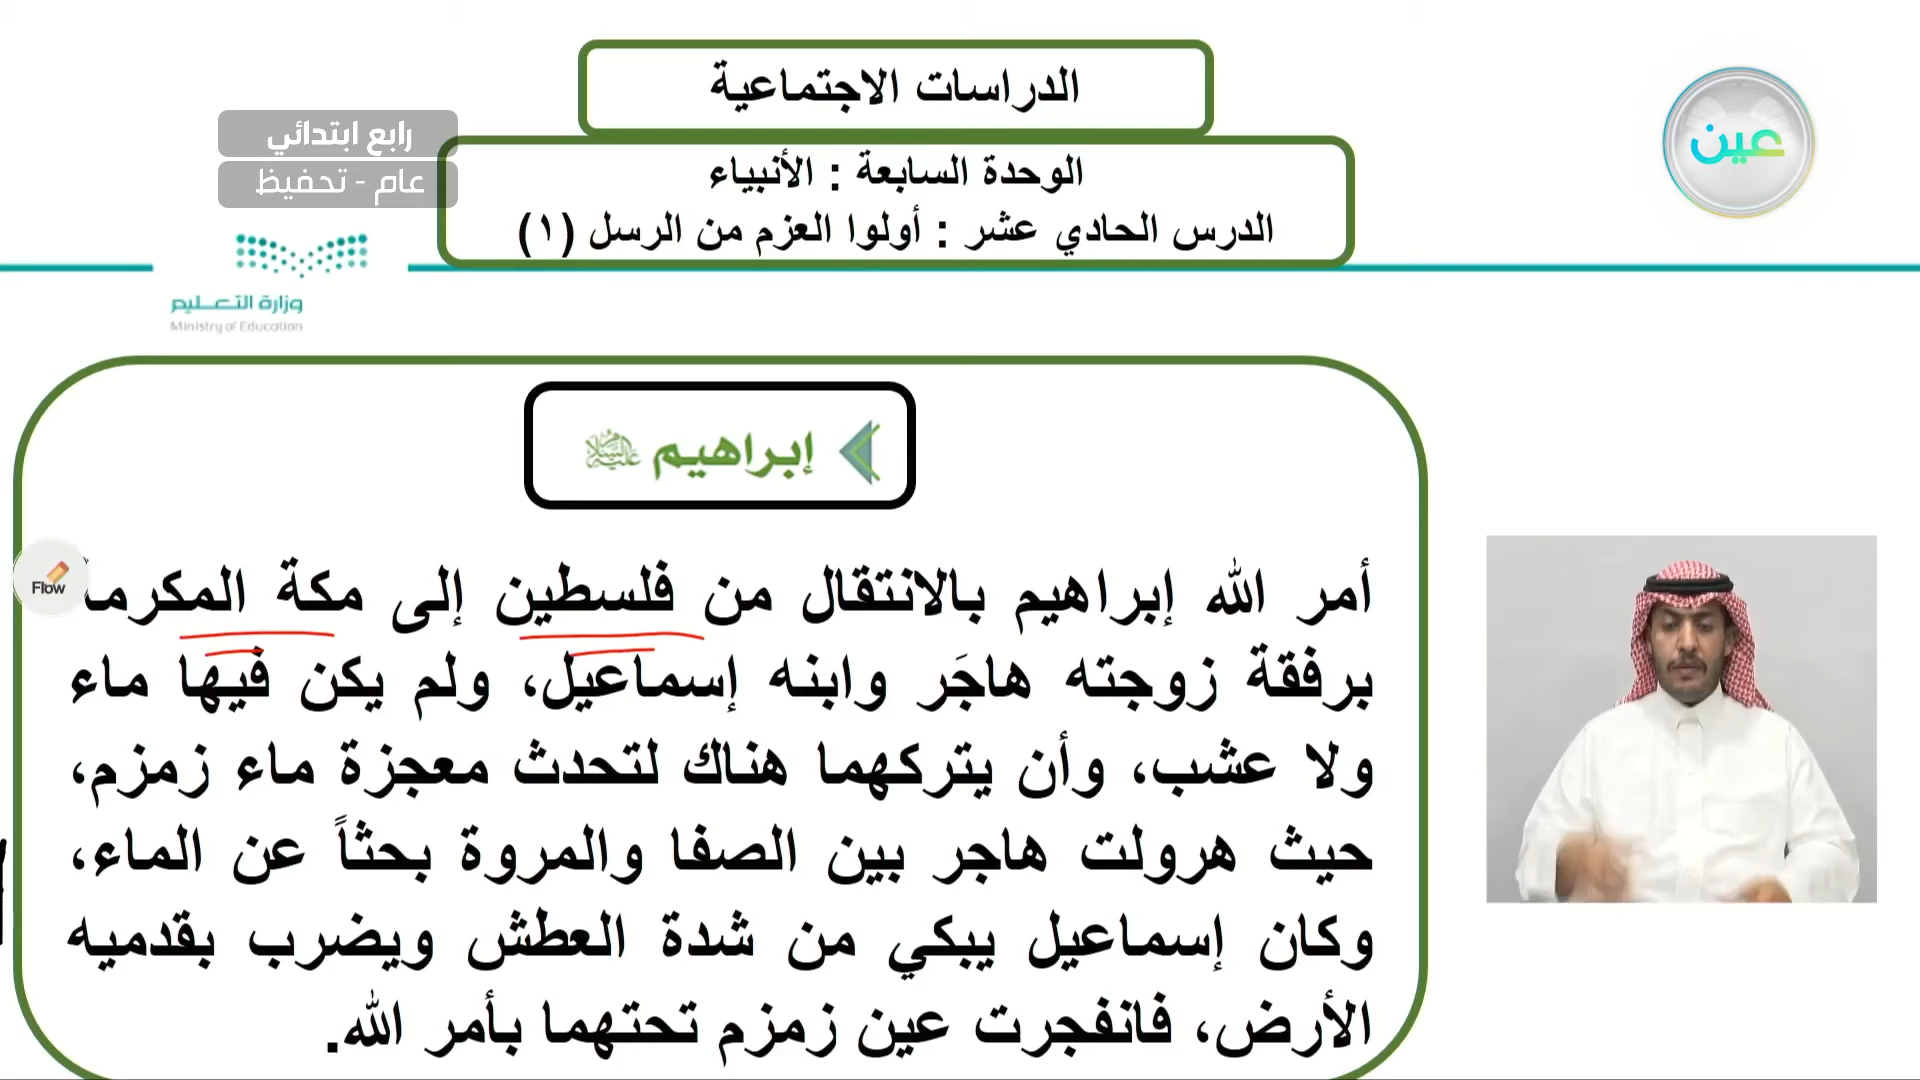 الدراسات الاجتماعية
رابع ابتدائي
عام - تحفيظ
عين
الوحدة السابعة : الأنبياء
الدرس الحادي عشر : أولوا العزم من الرسل (١)
وزارة التعليم
Ministry of Education
إبراهيم عليه السلام
Flow
أمر الله إبراهيم بالانتقال من فلسطين إلى مكة المكرمة
برفقة زوجته هاجَر وابنه إسماعيل، ولم يكن فيها ماء
ولا عشب، وأن يتركهما هناك لتحدث معجزة ماء زمزم،
حيث هرولت هاجر بين الصفا والمروة بحثاً عن الماء،
وكان إسماعيل يبكي من شدة العطش ويضرب بقدميه
الأرض، فانفجرت عين زمزم تحتهما بأمر الله.